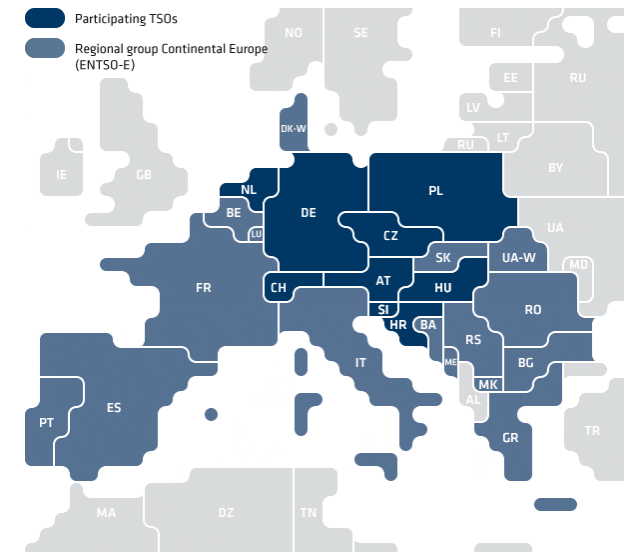 Participating TSOs
Regional group Continental Europe
(ENTSO-E)
NO
SE
FI
EE
RU
LV
LT
RU
BY
DK-W
IE
GB
NL
BE
LU
DE
PL
CZ
SK
UA
UA-W
MD
FR
CH
AT
HU
SI
HR
BA
RO
RS
IT
ME
BG
MK
AL
PT
ES
GR
TR
MA
DZ
TN